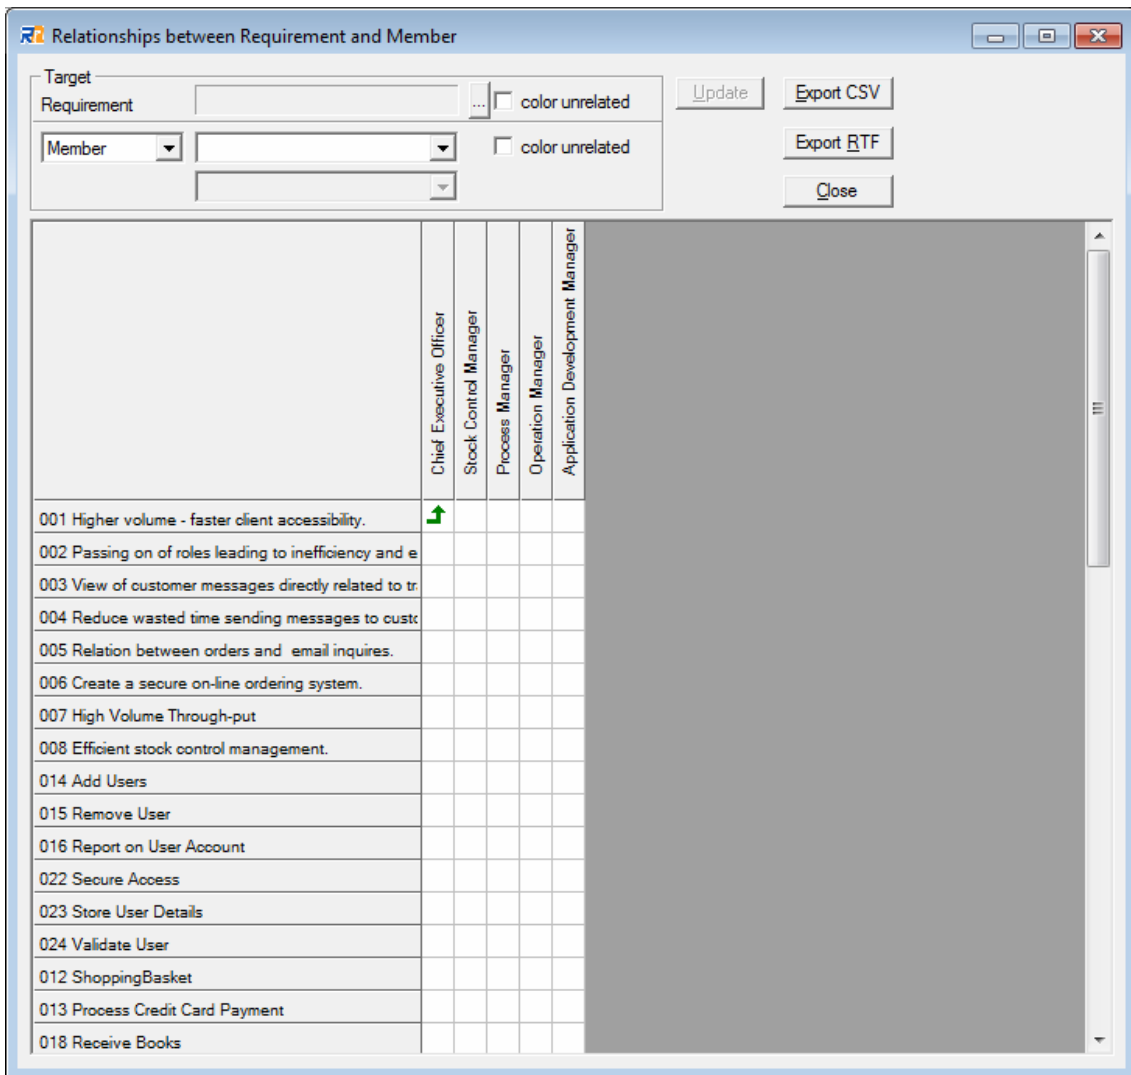 Relationships between Requirement and Member
Target
Requirement
...
color unrelated
Update
Export CSV
Member
color unrelated
Export RTF
Close
Chief Executive Officer
Stock Control Manager
Process Manager
Operation Manager
Application Development Manager
001 Higher volume - faster client accessibility.
002 Passing on of roles leading to inefficiency and e
003 View of customer messages directly related to tr
004 Reduce wasted time sending messages to custo
005 Relation between orders and  email inquires.
006 Create a secure on-line ordering system.
007 High Volume Through-put
008 Efficient stock control management.
014 Add Users
015 Remove User
016 Report on User Account
022 Secure Access
023 Store User Details
024 Validate User
012 ShoppingBasket
013 Process Credit Card Payment
018 Receive Books